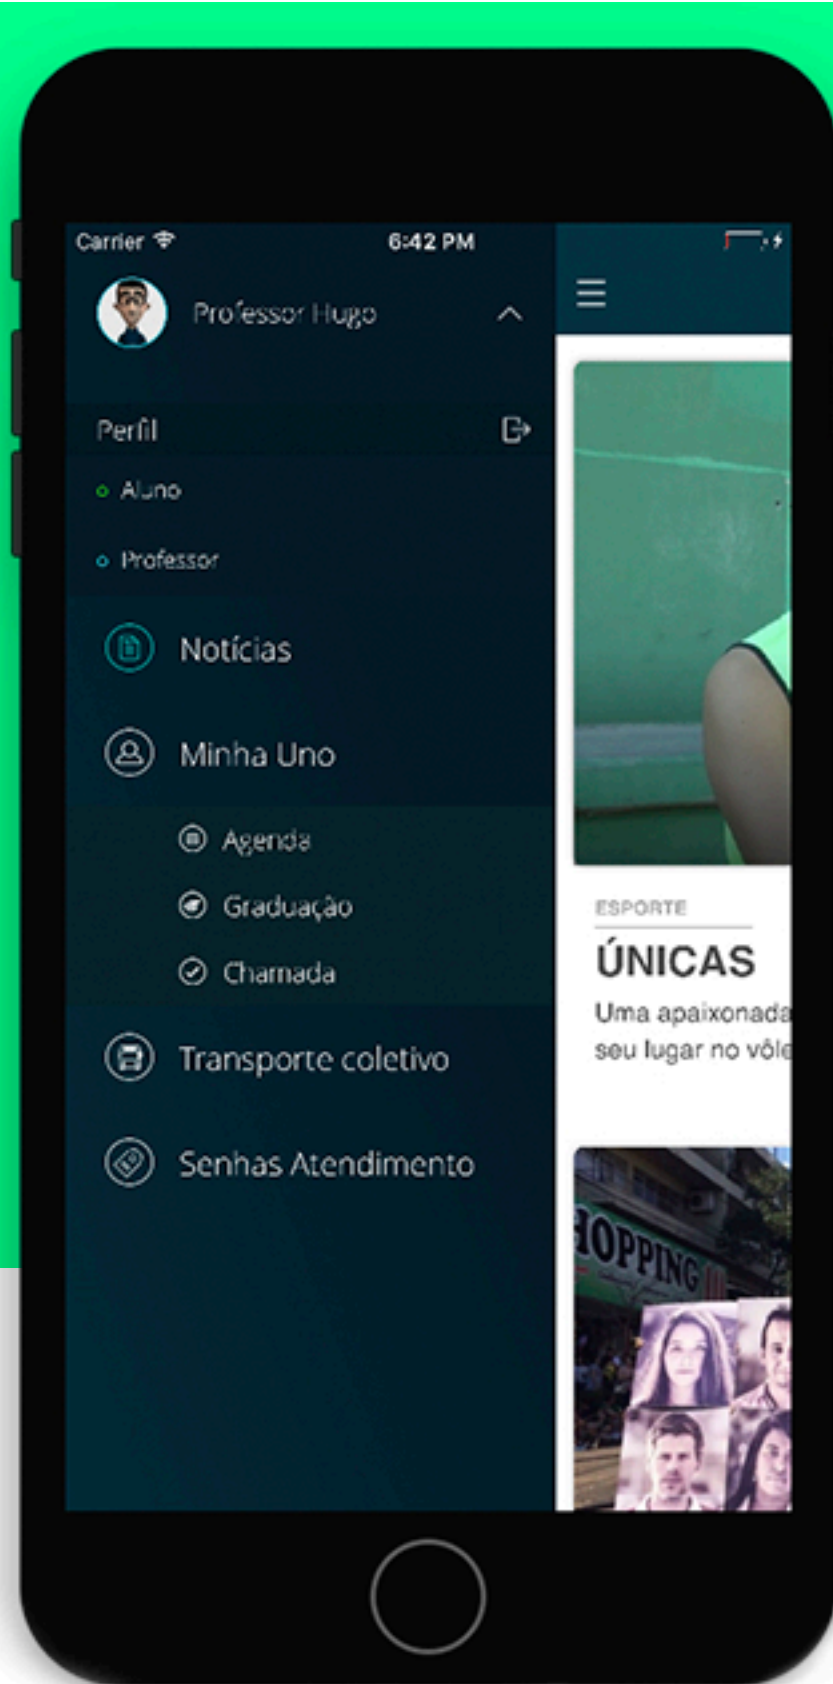 Carrier 6:42 PM
Professor Hugo
Perfil
Aluno
Professor
Notícias
Minha Uno
Agenda
Graduação
Chamada
Transporte coletivo
Senhas Atendimento
ESPORTE
ÚNICAS
Uma apaixonada
seu lugar no vôle
HOPPING